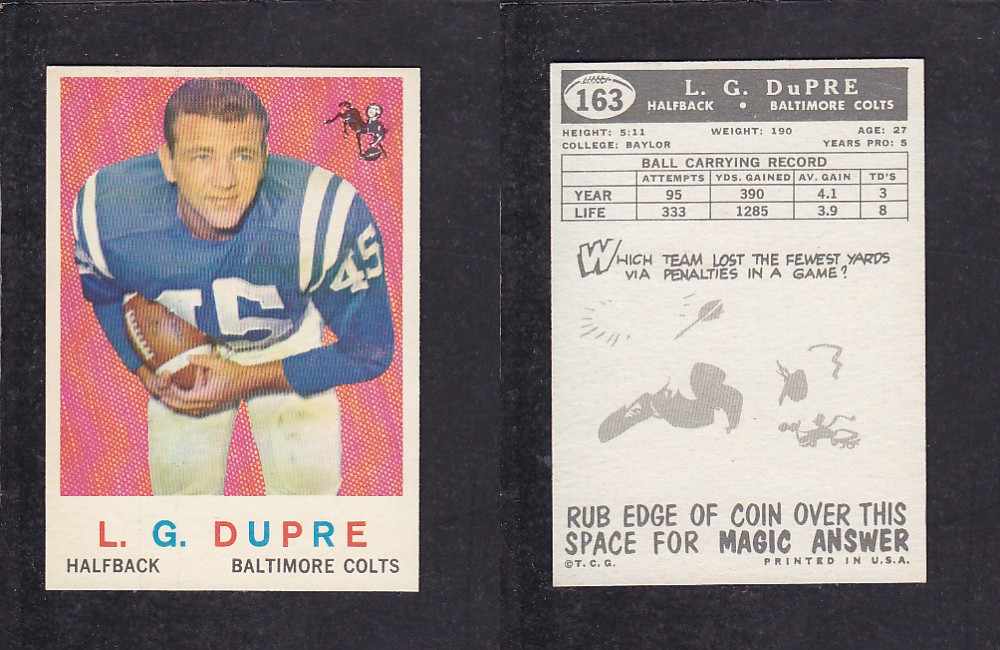 45
45
L. G. DUPRE
HALFBACK BALTIMORE COLTS
163
L. G. DuPRE
HALFBACK • BALTIMORE COLTS
HEIGHT: 5:11 WEIGHT: 190 AGE: 27
COLLEGE: BAYLOR YEARS PRO: 5
BALL CARRYING RECORD
ATTEMPTS YDS. GAINED AV. GAIN TD'S
YEAR 95 390 4.1 3
LIFE 333 1285 3.9 8
WHICH TEAM LOST THE FEWEST YARDS
VIA PENALTIES IN A GAME?
RUB EDGE OF COIN OVER THIS
SPACE FOR MAGIC ANSWER
©T.C.G. PRINTED IN U.S.A.